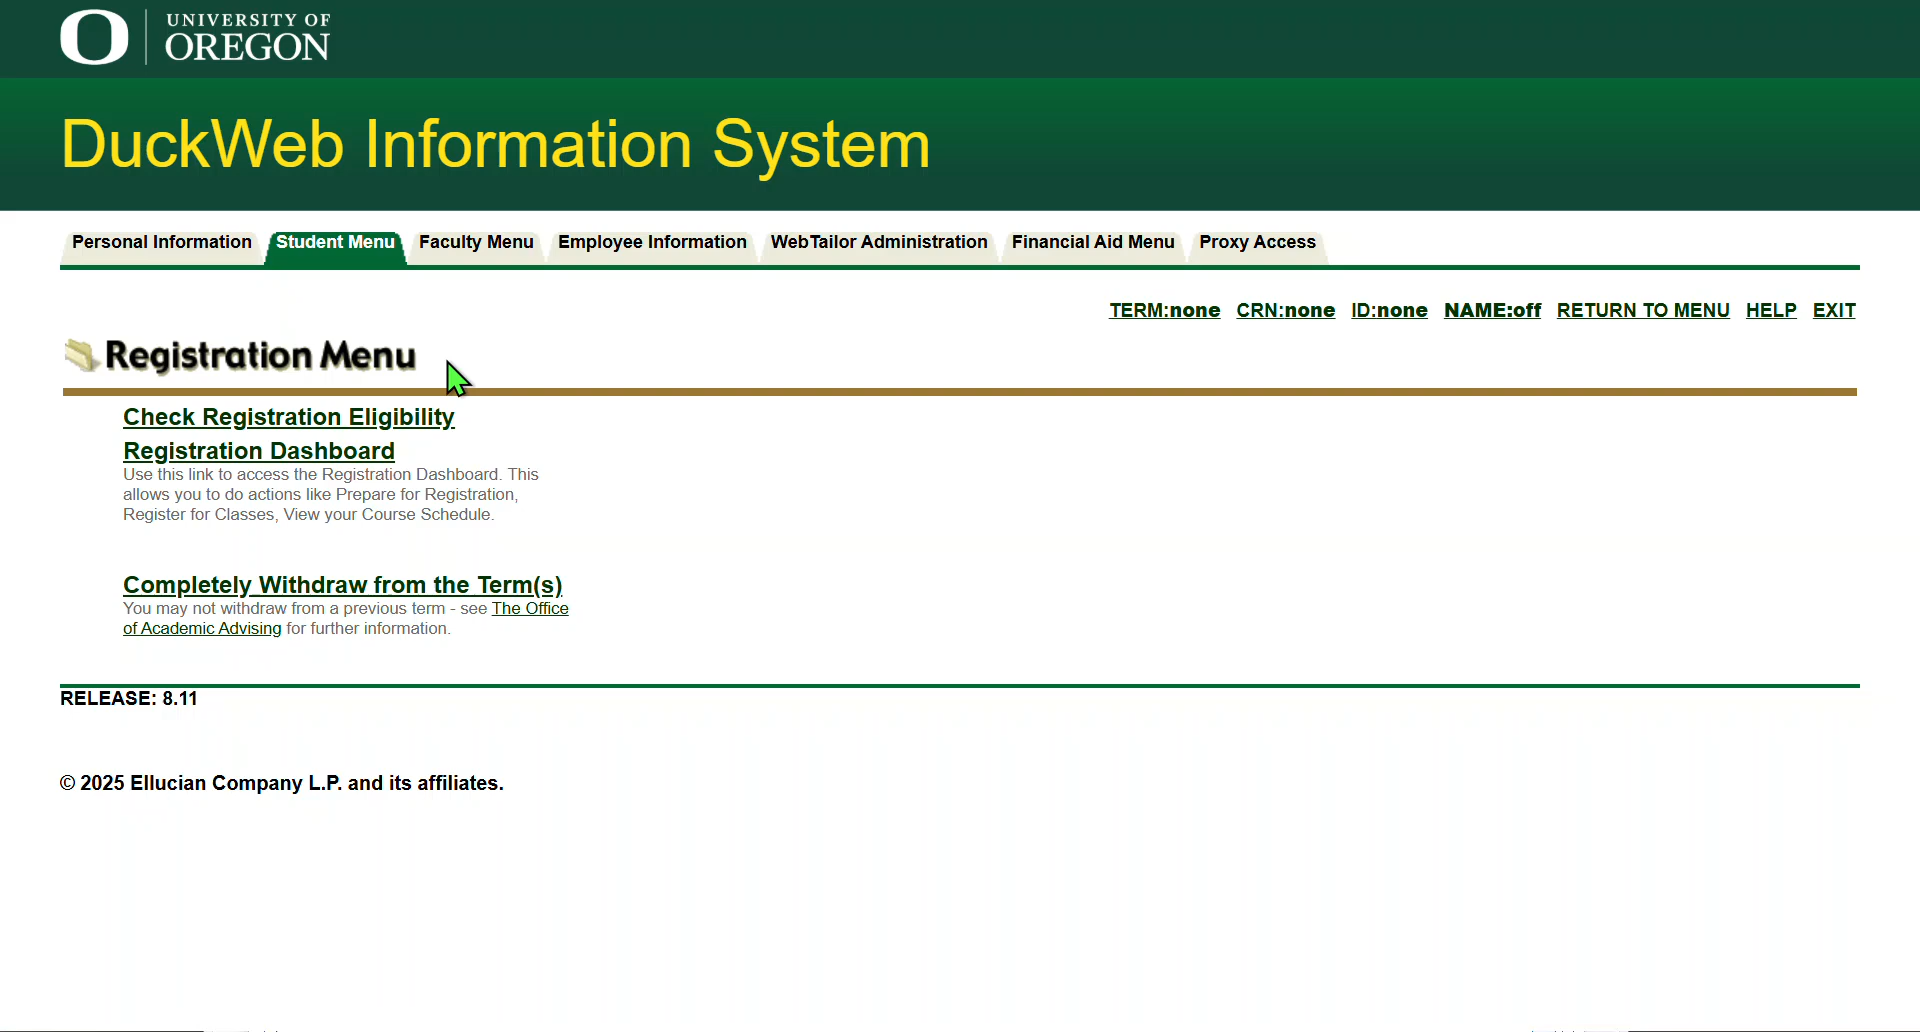 UNIVERSITY OF
OREGON
DuckWeb Information System
Personal Information Student Menu Faculty Menu Employee Information WebTailor Administration Financial Aid Menu Proxy Access
TERM:none CRN:none ID:none NAME:off RETURN TO MENU HELP EXIT
Registration Menu
Check Registration Eligibility
Registration Dashboard
Use this link to access the Registration Dashboard. This
allows you to do actions like Prepare for Registration,
Register for Classes, View your Course Schedule.
Completely Withdraw from the Term(s)
You may not withdraw from a previous term - see The Office
of Academic Advising for further information.
RELEASE: 8.11
© 2025 Ellucian Company L.P. and its affiliates.